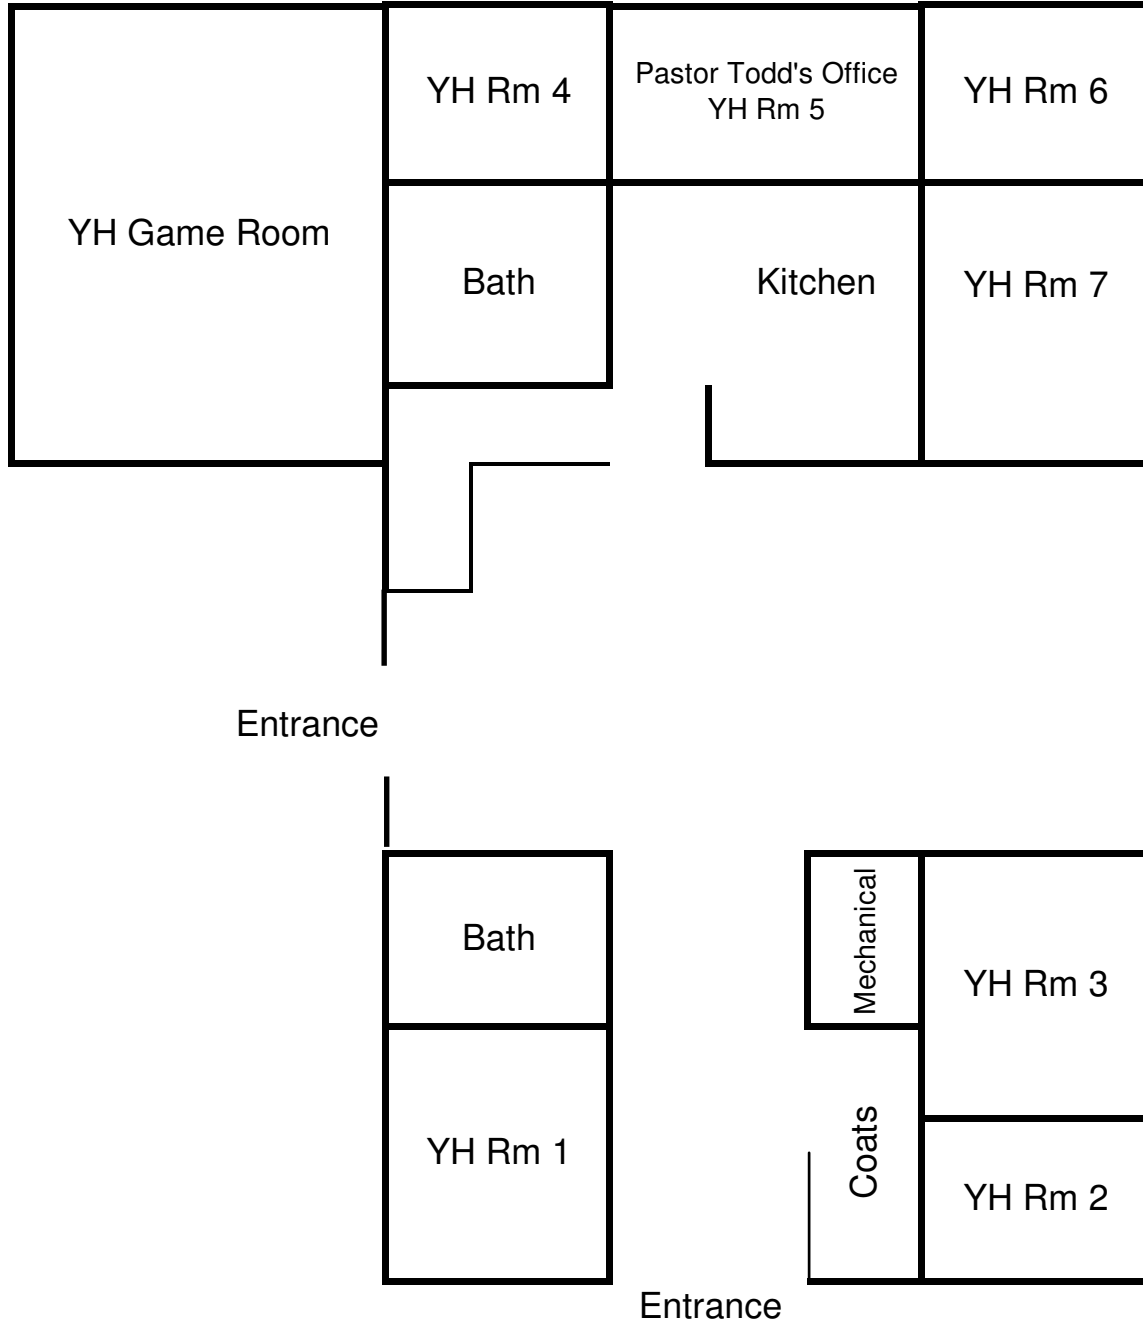 YH Rm 4
Pastor Todd's Office
YH Rm 5
YH Rm 6
YH Game Room
Bath
Kitchen
YH Rm 7
Entrance
Bath
Mechanical
YH Rm 3
YH Rm 1
Coats
YH Rm 2
Entrance